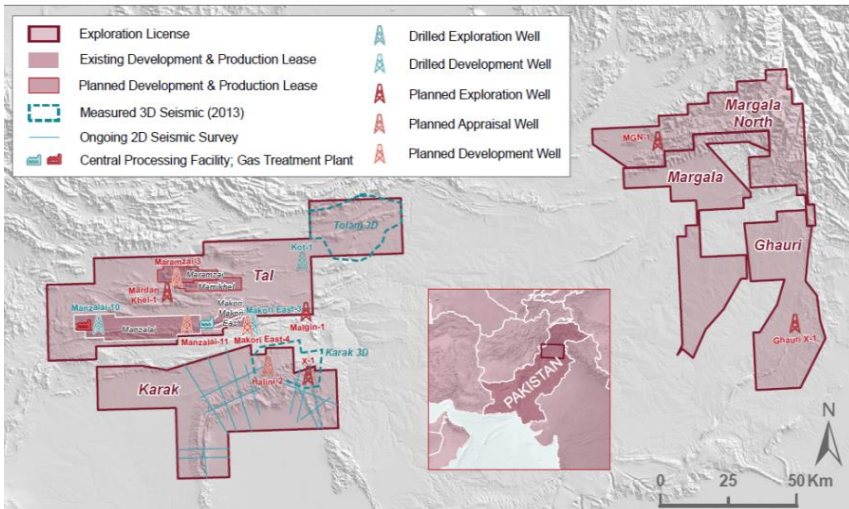 Exploration License
Existing Development & Production Lease
Planned Development & Production Lease
Measured 3D Seismic (2013)
Ongoing 2D Seismic Survey
Central Processing Facility; Gas Treatment Plant
Drilled Exploration Well
Drilled Development Well
Planned Exploration Well
Planned Appraisal Well
Planned Development Well
Margala
North
MGN-1
Margala
Ghauri
Ghauri X-1
Tolanj 3D
Kot-1
Tal
Maramzai-3
Maramzai
Mamikhel
Mardan
Khel-1
Manzalai-10
Manzalai
Manzalai-11
Makori
Makori
East
Makori East-3
Makori East-4
Malgin-1
Karak 3D
X-1
Halini-2
Karak
PAKISTAN
N
0
25
50 Km